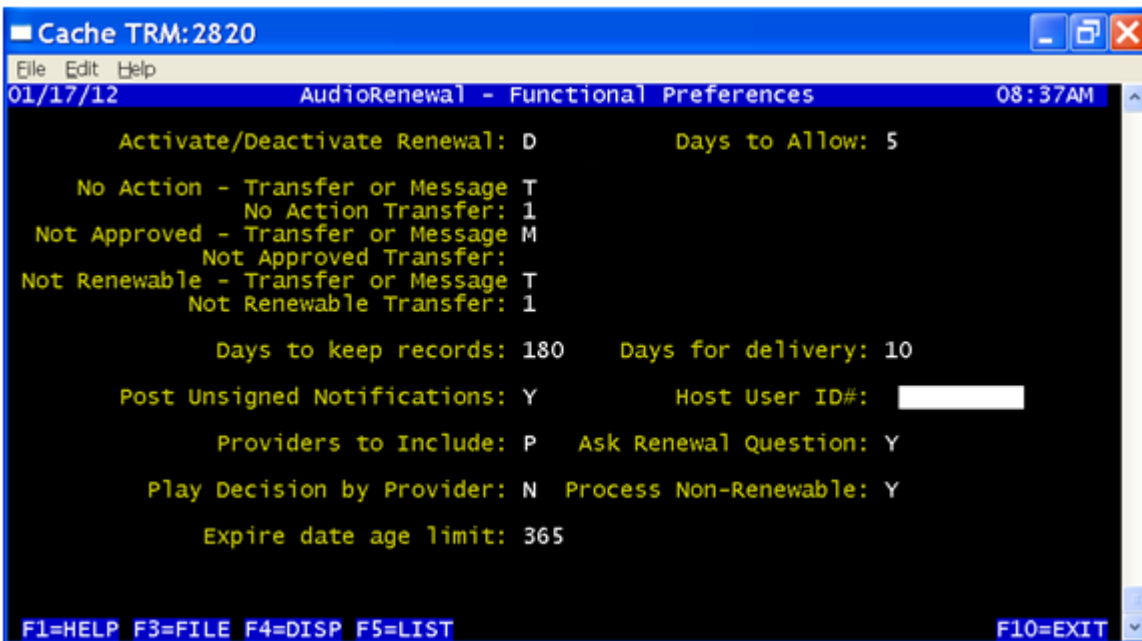 Cache TRM:2820
File Edit Help
01/17/12 AudioRenewal - Functional Preferences 08:37AM
Activate/Deactivate Renewal: D Days to Allow: 5
No Action - Transfer or Message T
No Action Transfer: 1
Not Approved - Transfer or Message M
Not Approved Transfer:
Not Renewable - Transfer or Message T
Not Renewable Transfer: 1
Days to keep records: 180 Days for delivery: 10
Post Unsigned Notifications: Y Host User ID#:
Providers to Include: P Ask Renewal Question: Y
Play Decision by Provider: N Process Non-Renewable: Y
Expire date age limit: 365
F1=HELP F3=FILE F4=DISP F5=LIST F10=EXIT